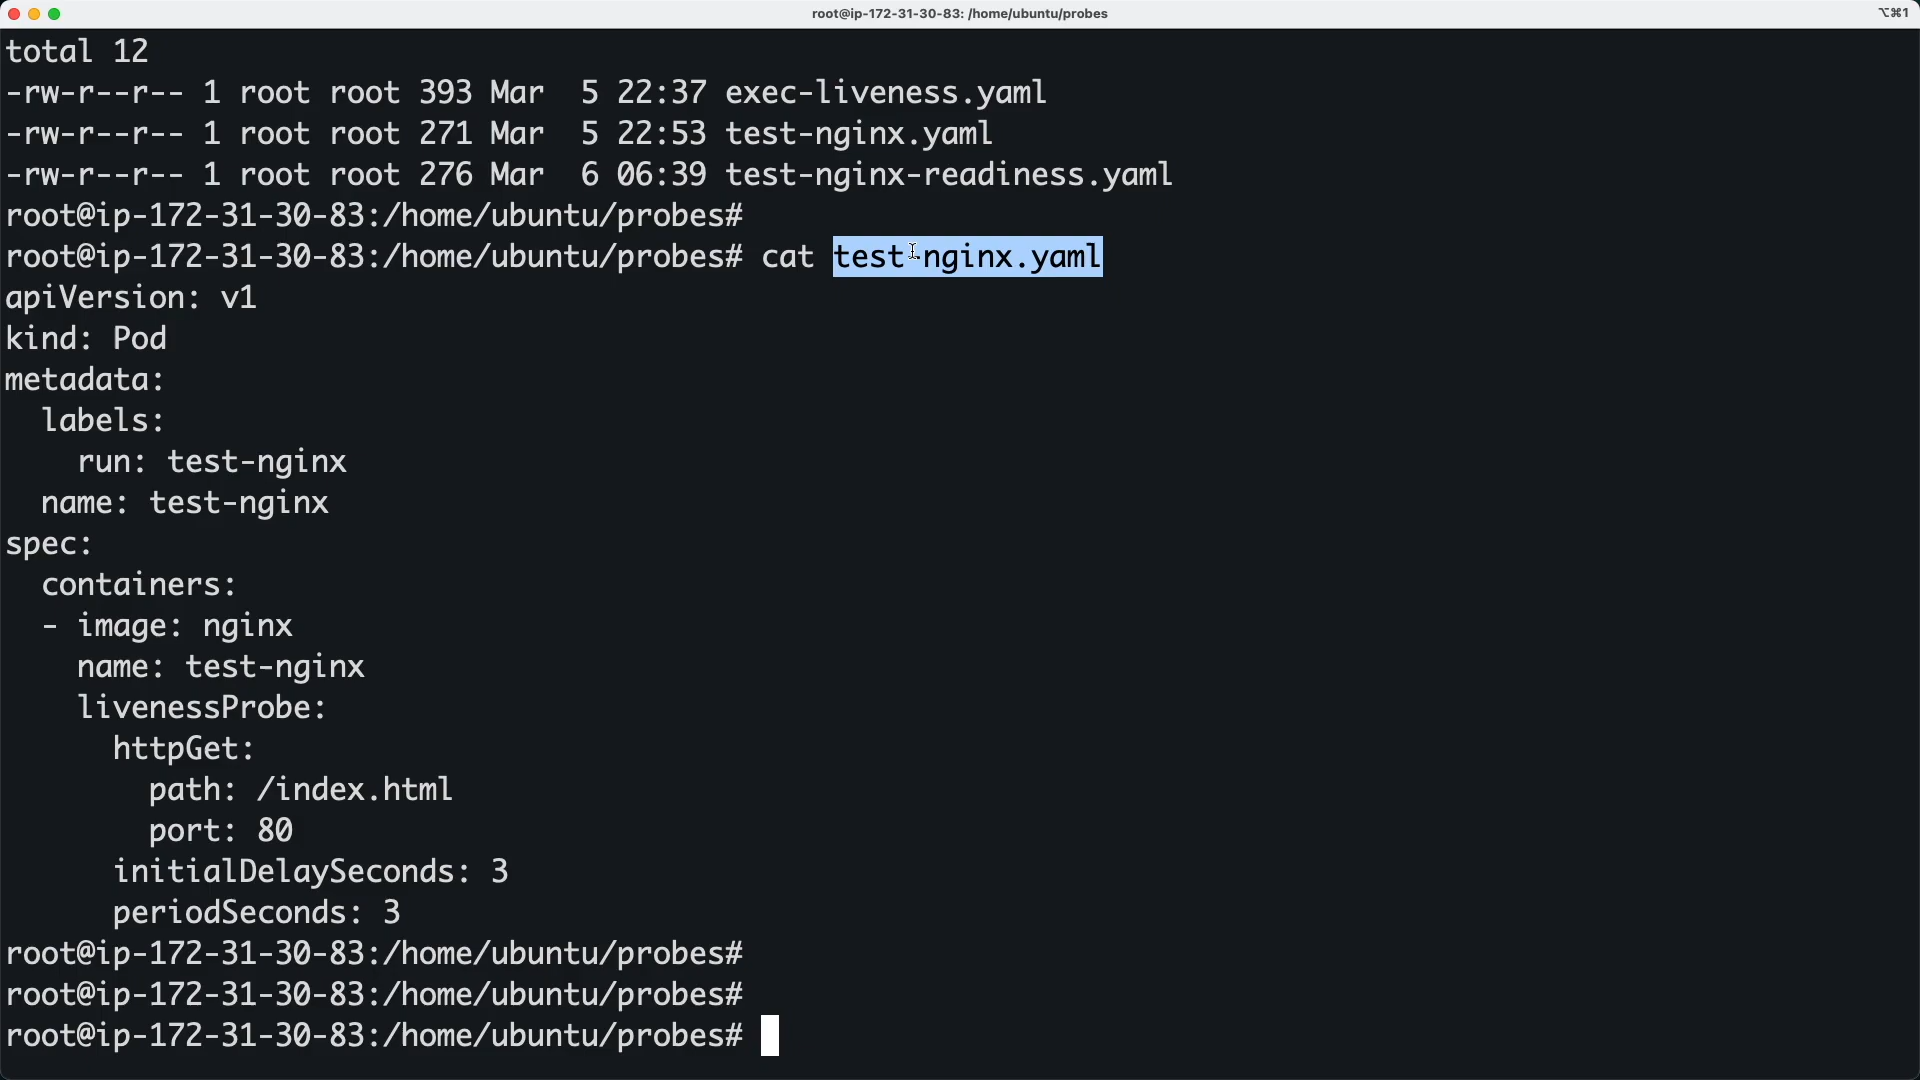 root@ip-172-31-30-83: /home/ubuntu/probes
⌥⌘1
total 12
-rw-r--r-- 1 root root 393 Mar  5 22:37 exec-liveness.yaml
-rw-r--r-- 1 root root 271 Mar  5 22:53 test-nginx.yaml
-rw-r--r-- 1 root root 276 Mar  6 06:39 test-nginx-readiness.yaml
root@ip-172-31-30-83:/home/ubuntu/probes#
root@ip-172-31-30-83:/home/ubuntu/probes# cat test-nginx.yaml
apiVersion: v1
kind: Pod
metadata:
  labels:
    run: test-nginx
  name: test-nginx
spec:
  containers:
  - image: nginx
    name: test-nginx
    livenessProbe:
      httpGet:
        path: /index.html
        port: 80
      initialDelaySeconds: 3
      periodSeconds: 3
root@ip-172-31-30-83:/home/ubuntu/probes#
root@ip-172-31-30-83:/home/ubuntu/probes#
root@ip-172-31-30-83:/home/ubuntu/probes#